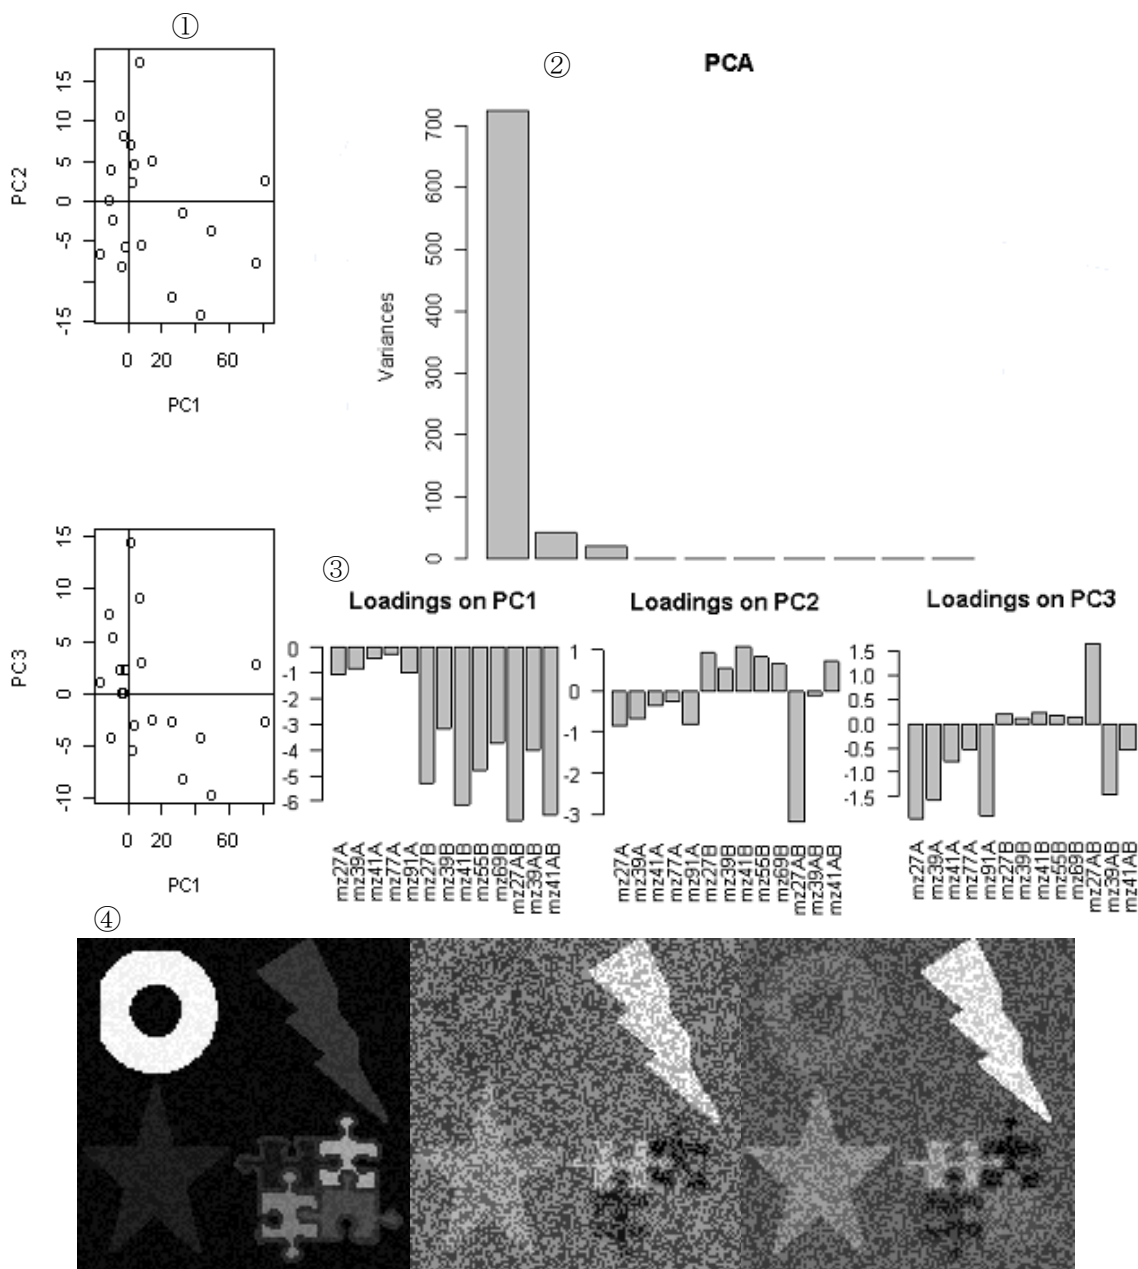 ①
15
10
5
0
-5
-15
PC2
0 20 60
PC1
② PCA
700
600
500
400
300
200
100
0
Variances
15
10
5
0
-5
-10
PC3
0 20 60
PC1
③
Loadings on PC1
0
-1
-2
-3
-4
-5
-6
mz27A
mz39A
mz41A
mz77A
mz91A
mz27B
mz39B
mz41B
mz55B
mz69B
mz27AB
mz39AB
mz41AB
Loadings on PC2
1
0
-1
-2
-3
mz27A
mz39A
mz41A
mz77A
mz91A
mz27B
mz39B
mz41B
mz55B
mz69B
mz27AB
mz39AB
mz41AB
Loadings on PC3
1.5
1.0
0.5
0.0
-0.5
-1.0
-1.5
mz27A
mz39A
mz41A
mz77A
mz91A
mz27B
mz39B
mz41B
mz55B
mz69B
mz27AB
mz39AB
mz41AB
④